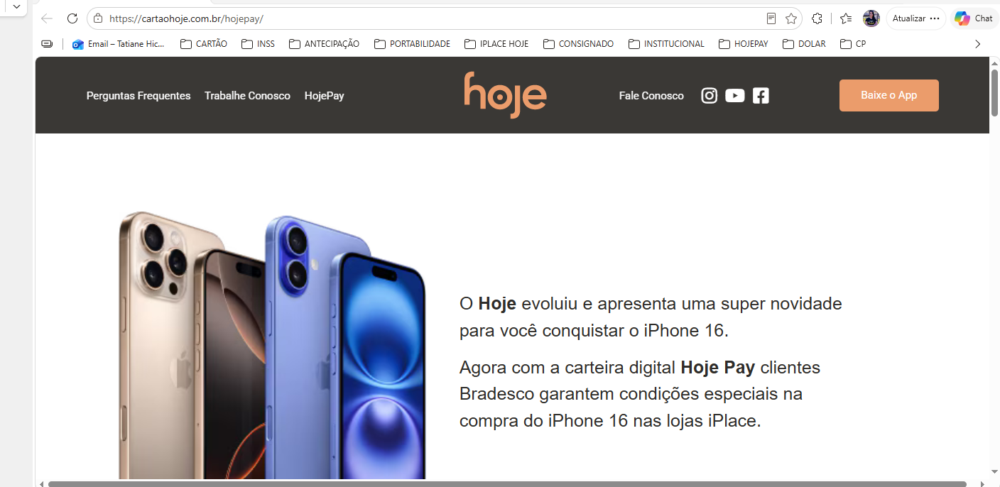 https://cartaohoje.com.br/hojepay/
Atualizar
Chat
Email – Tatiane Hic...
CARTÃO
INSS
ANTECIPAÇÃO
PORTABILIDADE
IPLACE HOJE
CONSIGNADO
INSTITUCIONAL
HOJEPAY
DOLAR
CP
Perguntas Frequentes
Trabalhe Conosco
HojePay
hoje
Fale Conosco
Baixe o App
O Hoje evoluiu e apresenta uma super novidade
para você conquistar o iPhone 16.
Agora com a carteira digital Hoje Pay clientes
Bradesco garantem condições especiais na
compra do iPhone 16 nas lojas iPlace.